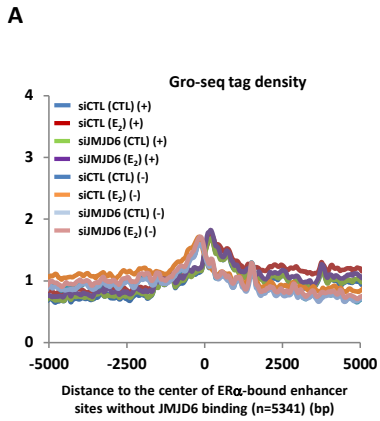 A
Gro-seq tag density
4
3
2
1
0
siCTL (CTL) (+)
siCTL (E₂) (+)
siJMJD6 (CTL) (+)
siJMJD6 (E₂) (+)
siCTL (CTL) (-)
siCTL (E₂) (-)
siJMJD6 (CTL) (-)
siJMJD6 (E₂) (-)
-5000 -2500 0 2500 5000
Distance to the center of ERα-bound enhancer
sites without JMJD6 binding (n=5341) (bp)